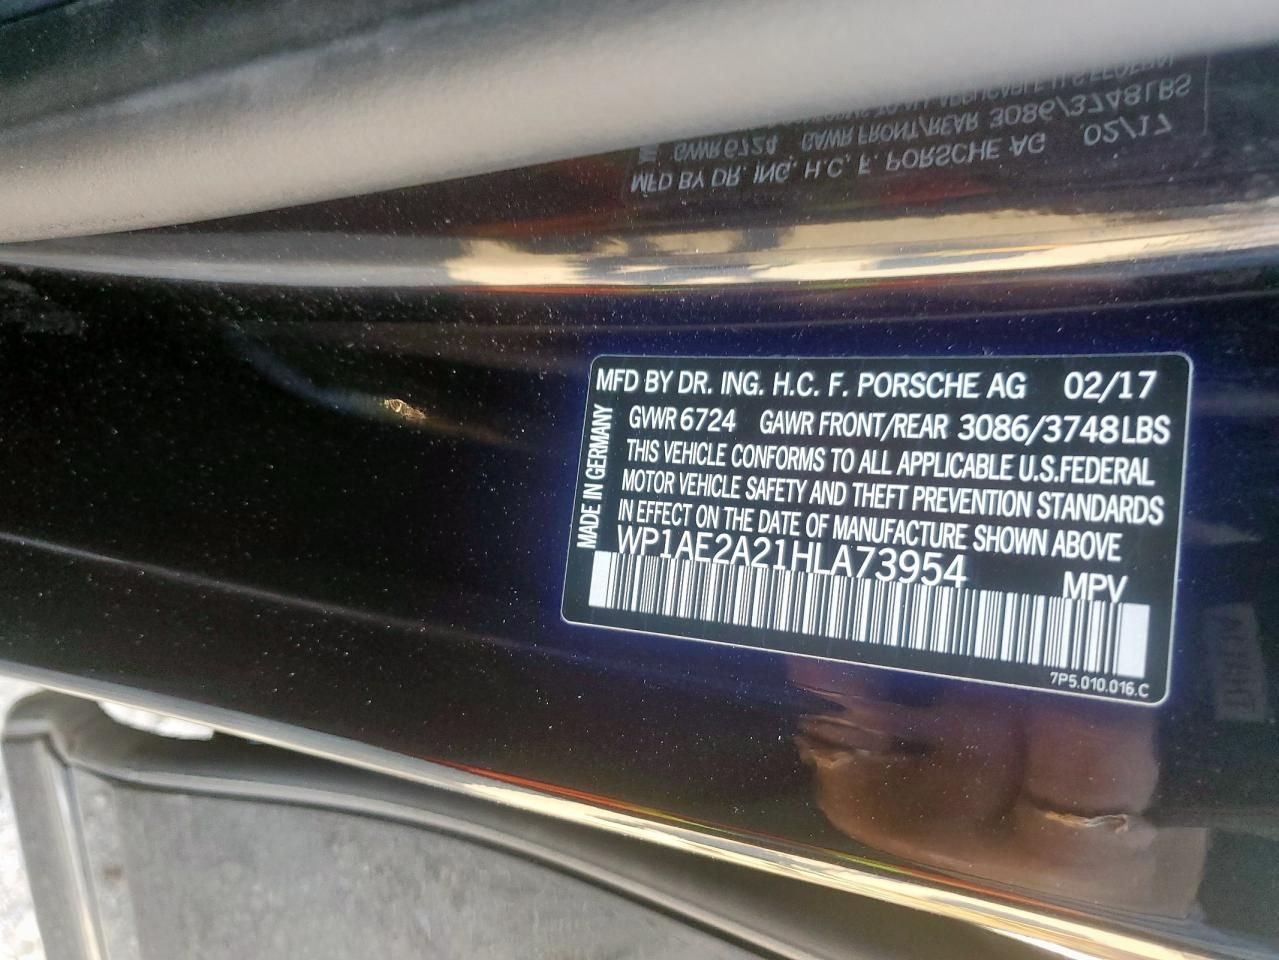 MFD BY DR. ING. H.C. F. PORSCHE AG 02/17
GVWR 6724 GAWR FRONT/REAR 3086/3748LBS
THIS VEHICLE CONFORMS TO ALL APPLICABLE U.S.FEDERAL
MOTOR VEHICLE SAFETY AND THEFT PREVENTION STANDARDS
IN EFFECT ON THE DATE OF MANUFACTURE SHOWN ABOVE
WP1AE2A21HLA73954 MPV
7P5.010.016.C
MADE IN GERMANY